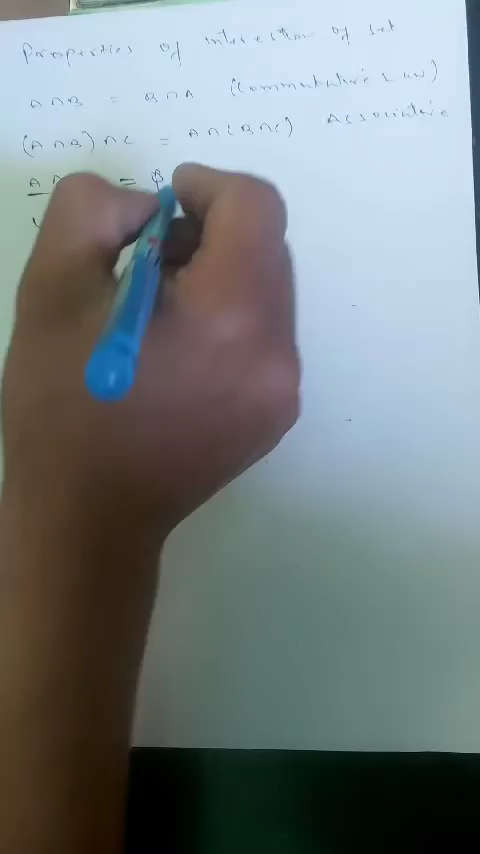 Properties of intersection of set
A ∩ B = B ∩ A (Commutative Law)
(A ∩ B) ∩ C = A ∩ (B ∩ C) Associative
A = φ